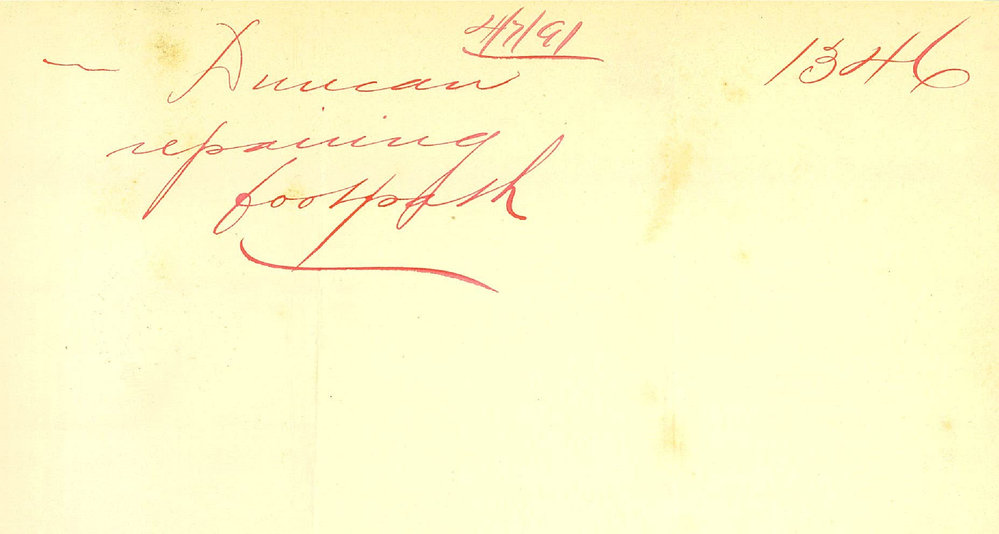 4/7/91
1346
— Duncan
repairing
footpath